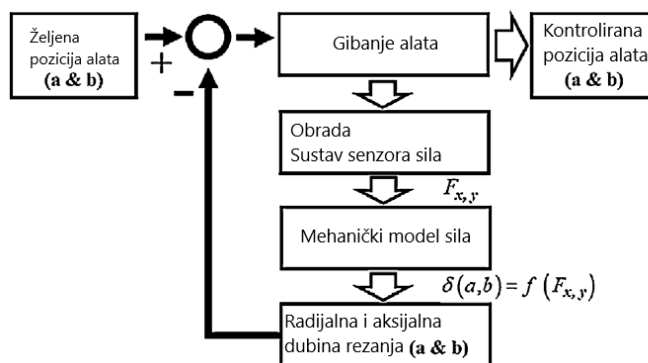 Željena
pozicija alata
(a & b)
+
−
Gibanje alata
Kontrolirana
pozicija alata
(a & b)
Obrada
Sustav senzora sila
F_{x, y}
Mehanički model sila
δ(a,b) = f (F_{x, y})
Radijalna i aksijalna
dubina rezanja (a & b)